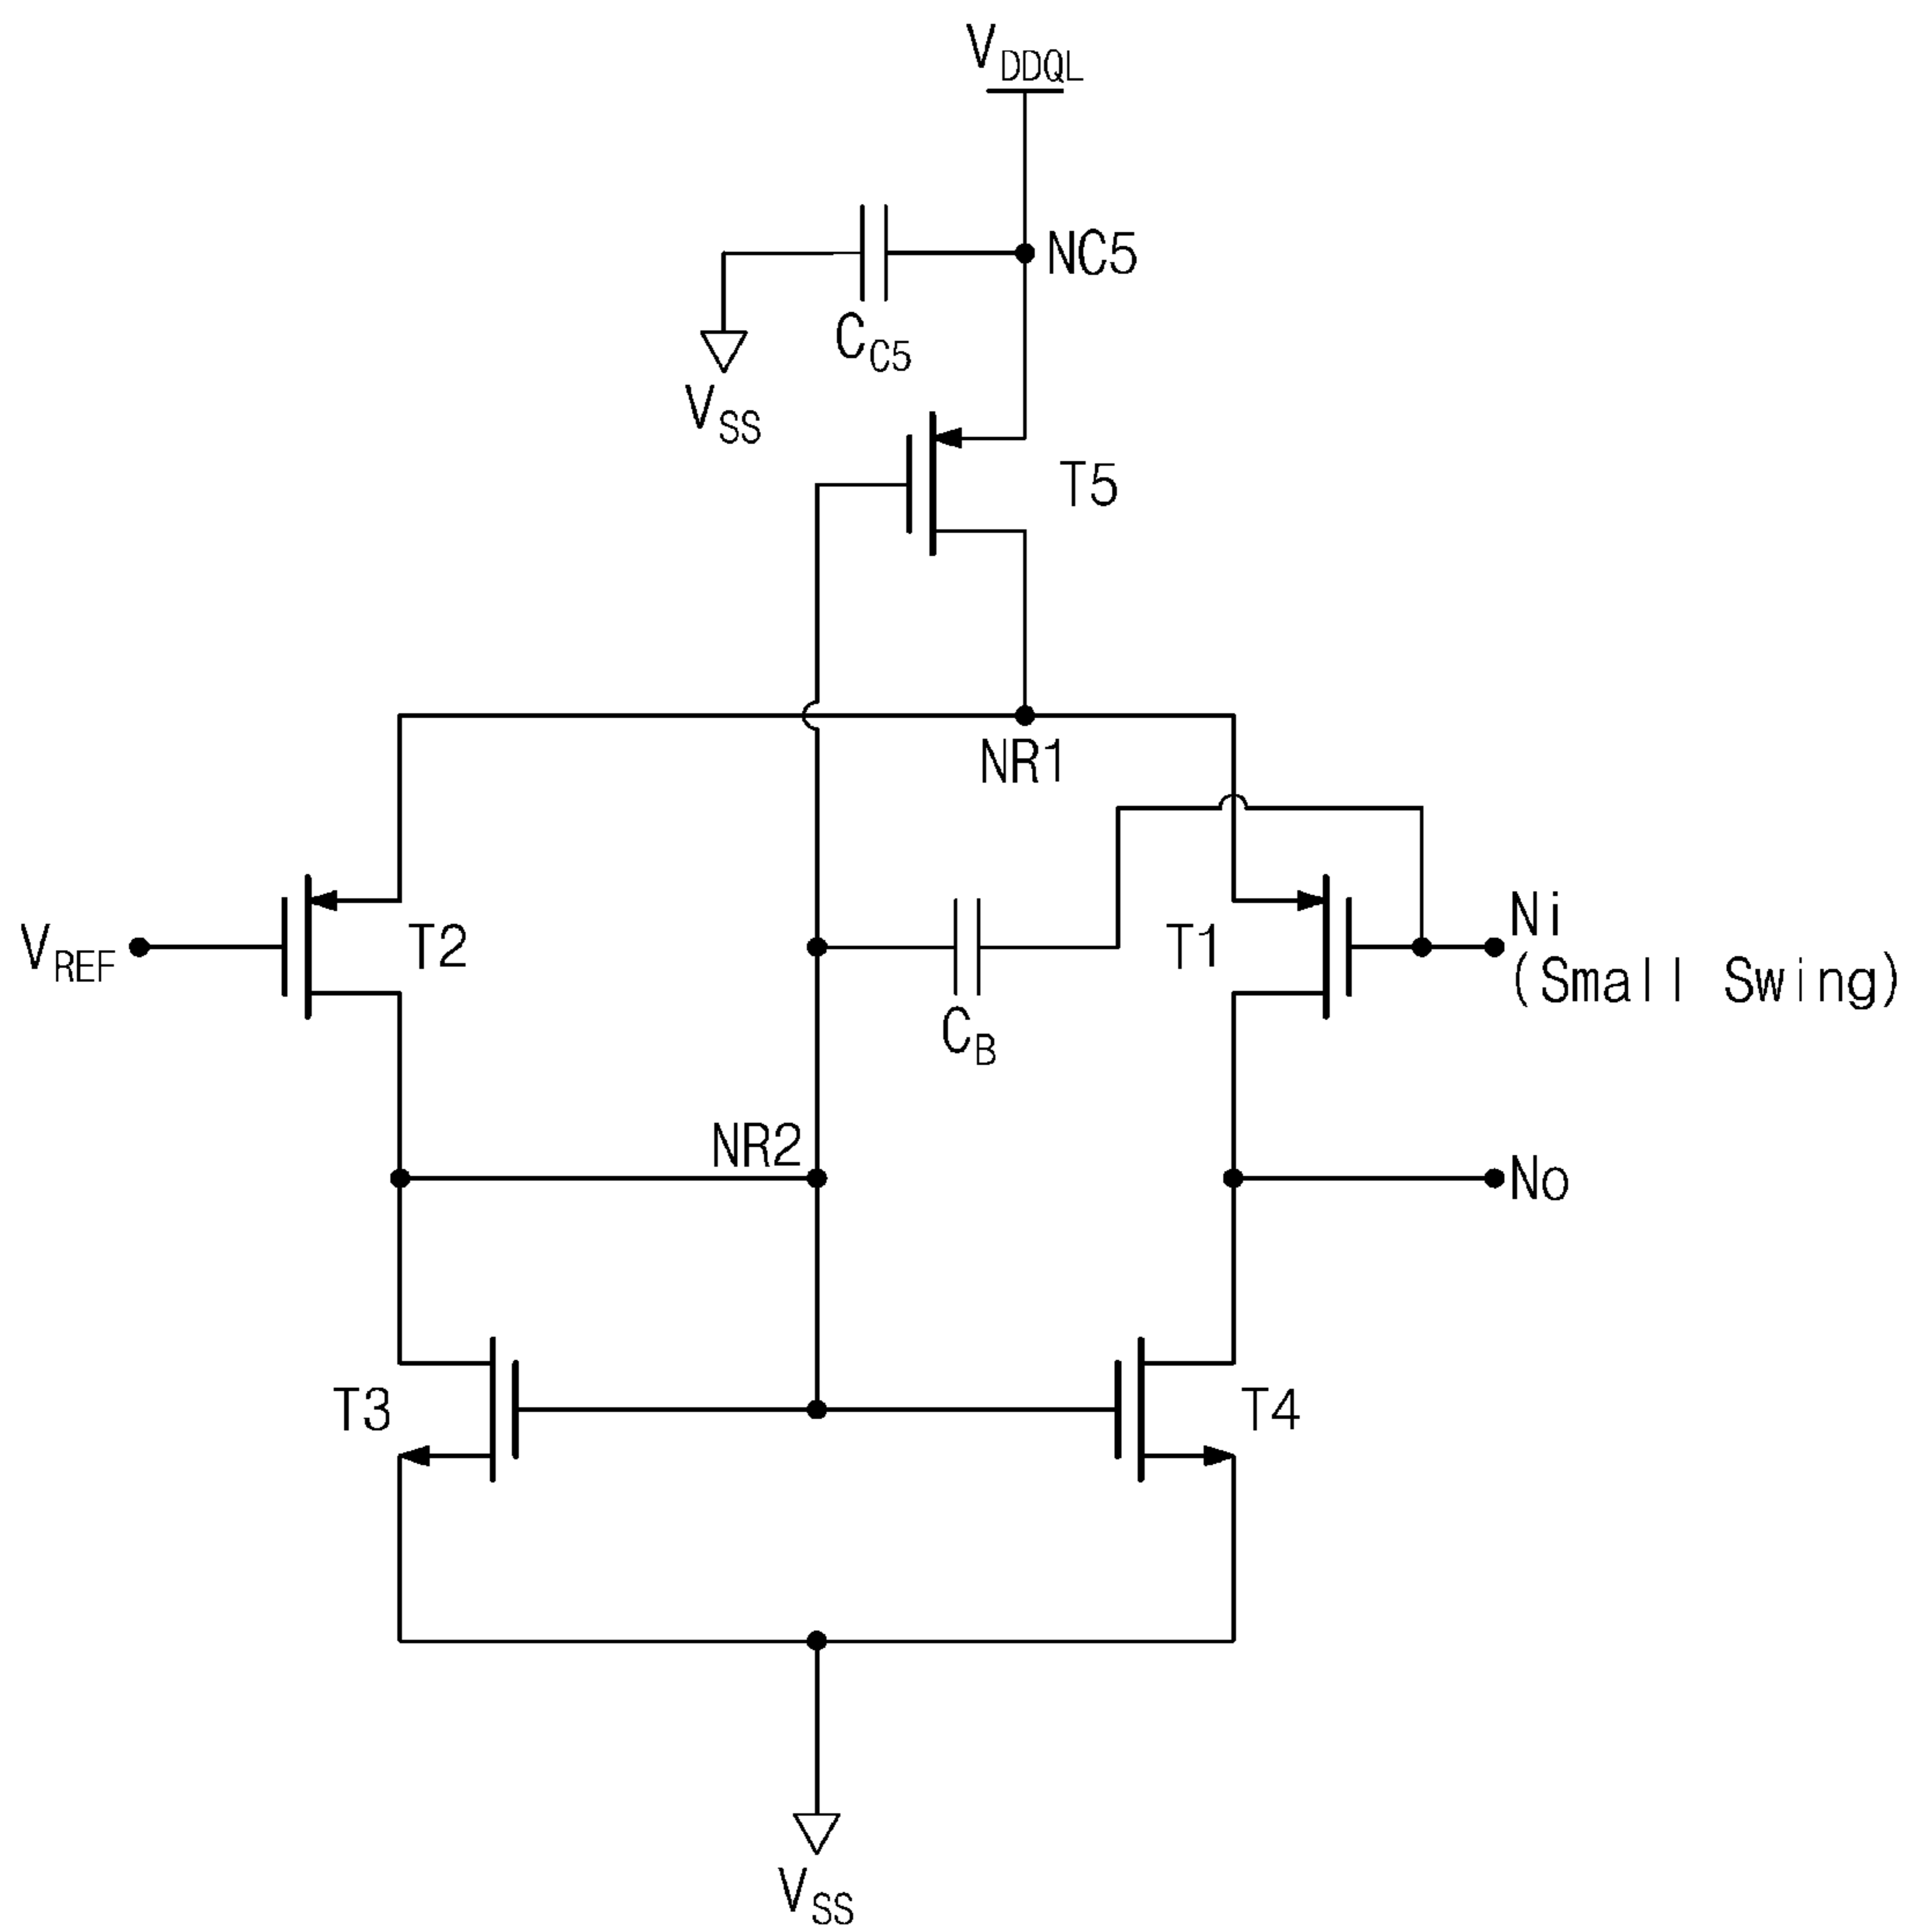 VDDQL
NC5
CC5
VSS
T5
NR1
VREF
T2
T1
Ni
(Small Swing)
CB
NR2
No
T3
T4
VSS